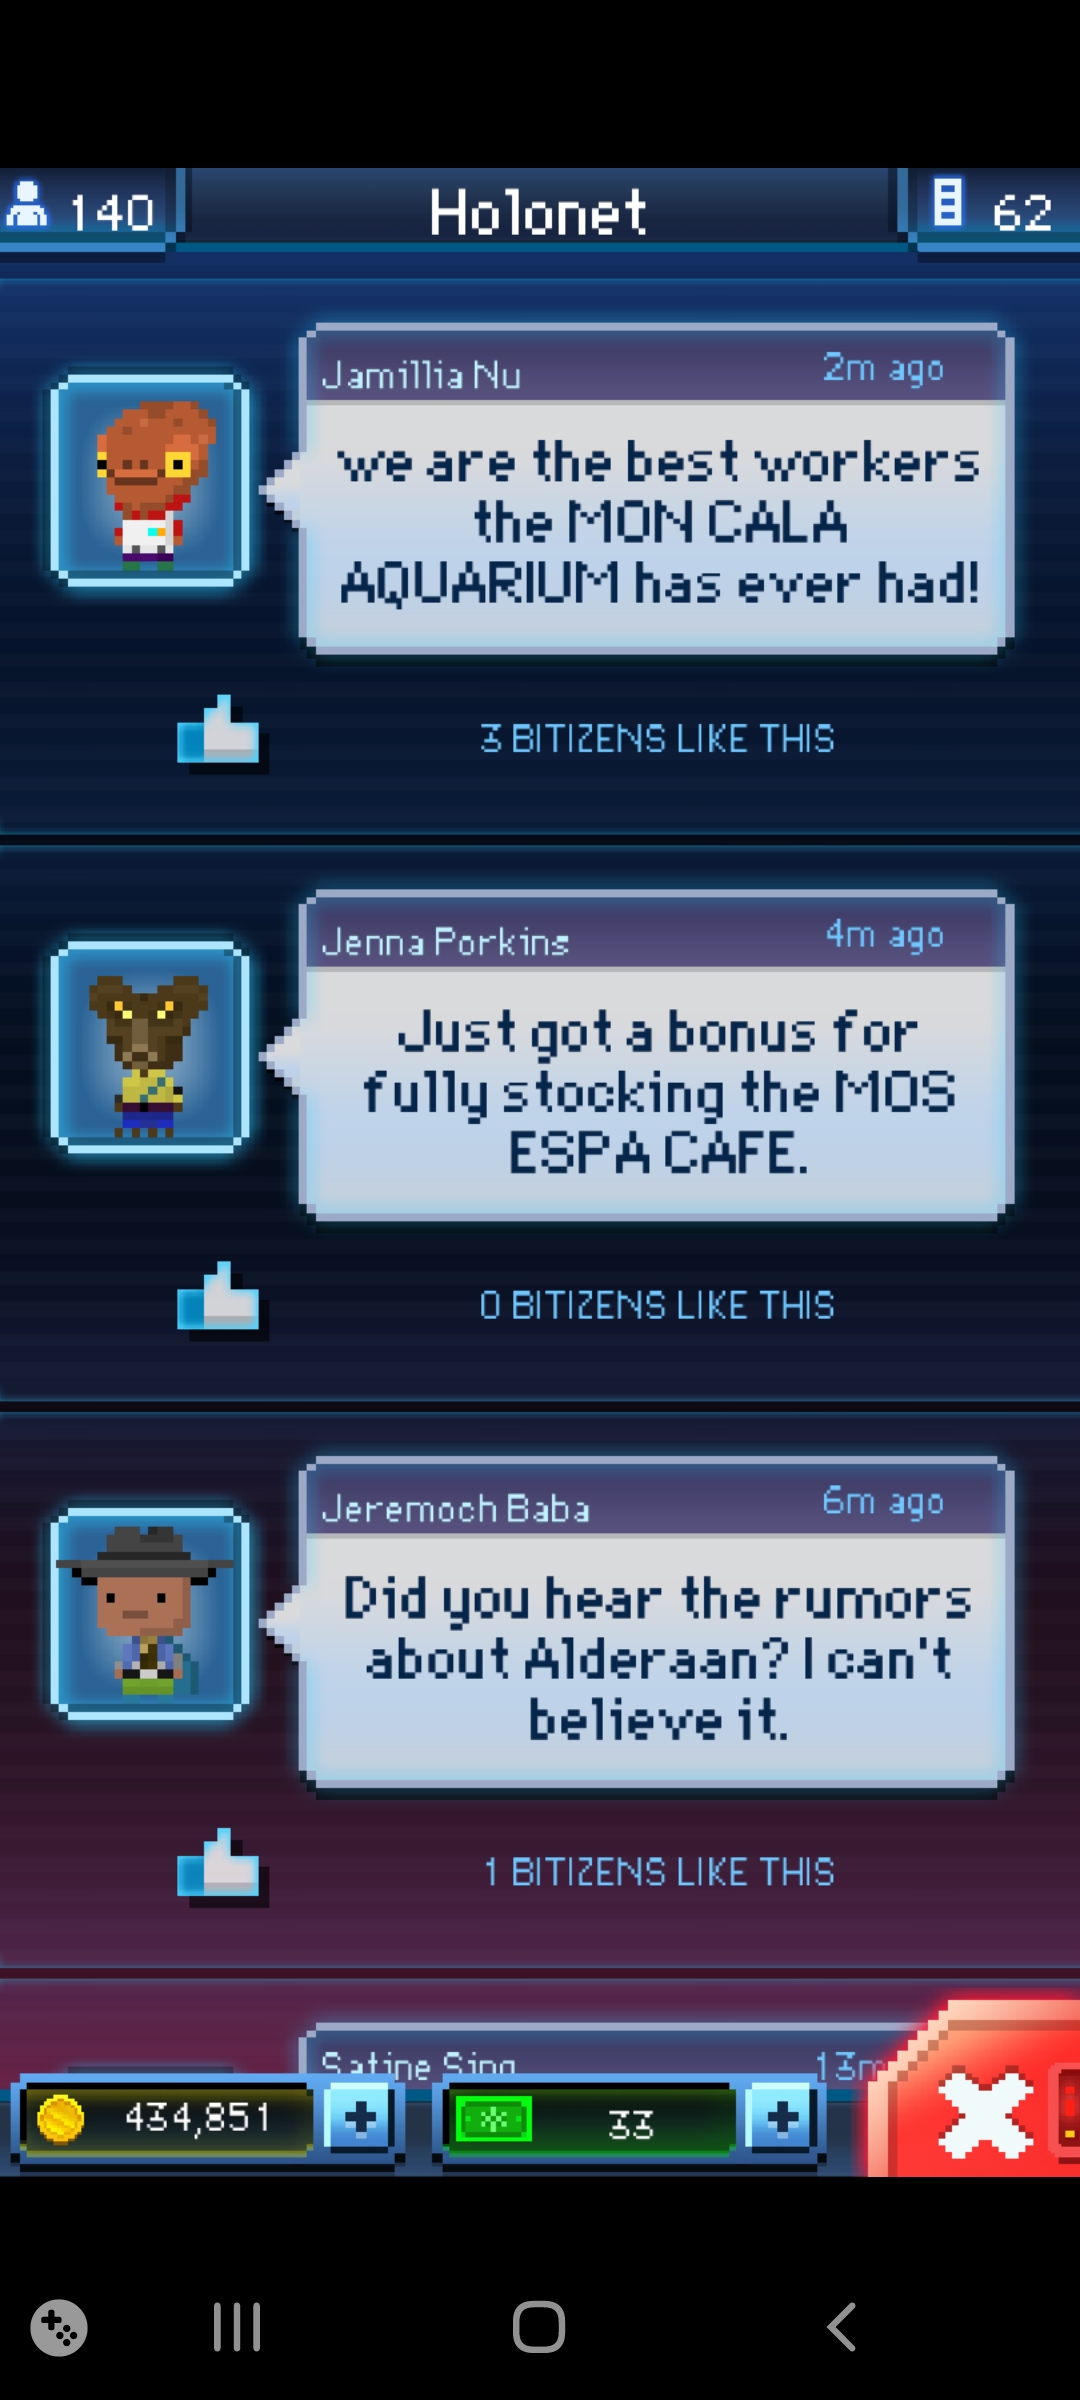 140
Holonet
62
Jamillia Nu
2m ago
we are the best workers
the MON CALA
AQUARIUM has ever had!
3 BITIZENS LIKE THIS
Jenna Porkins
4m ago
Just got a bonus for
fully stocking the MOS
ESPA CAFE.
0 BITIZENS LIKE THIS
Jeremoch Baba
6m ago
Did you hear the rumors
about Alderaan? I can't
believe it.
1 BITIZENS LIKE THIS
Satine Sing
13m
434,851
33